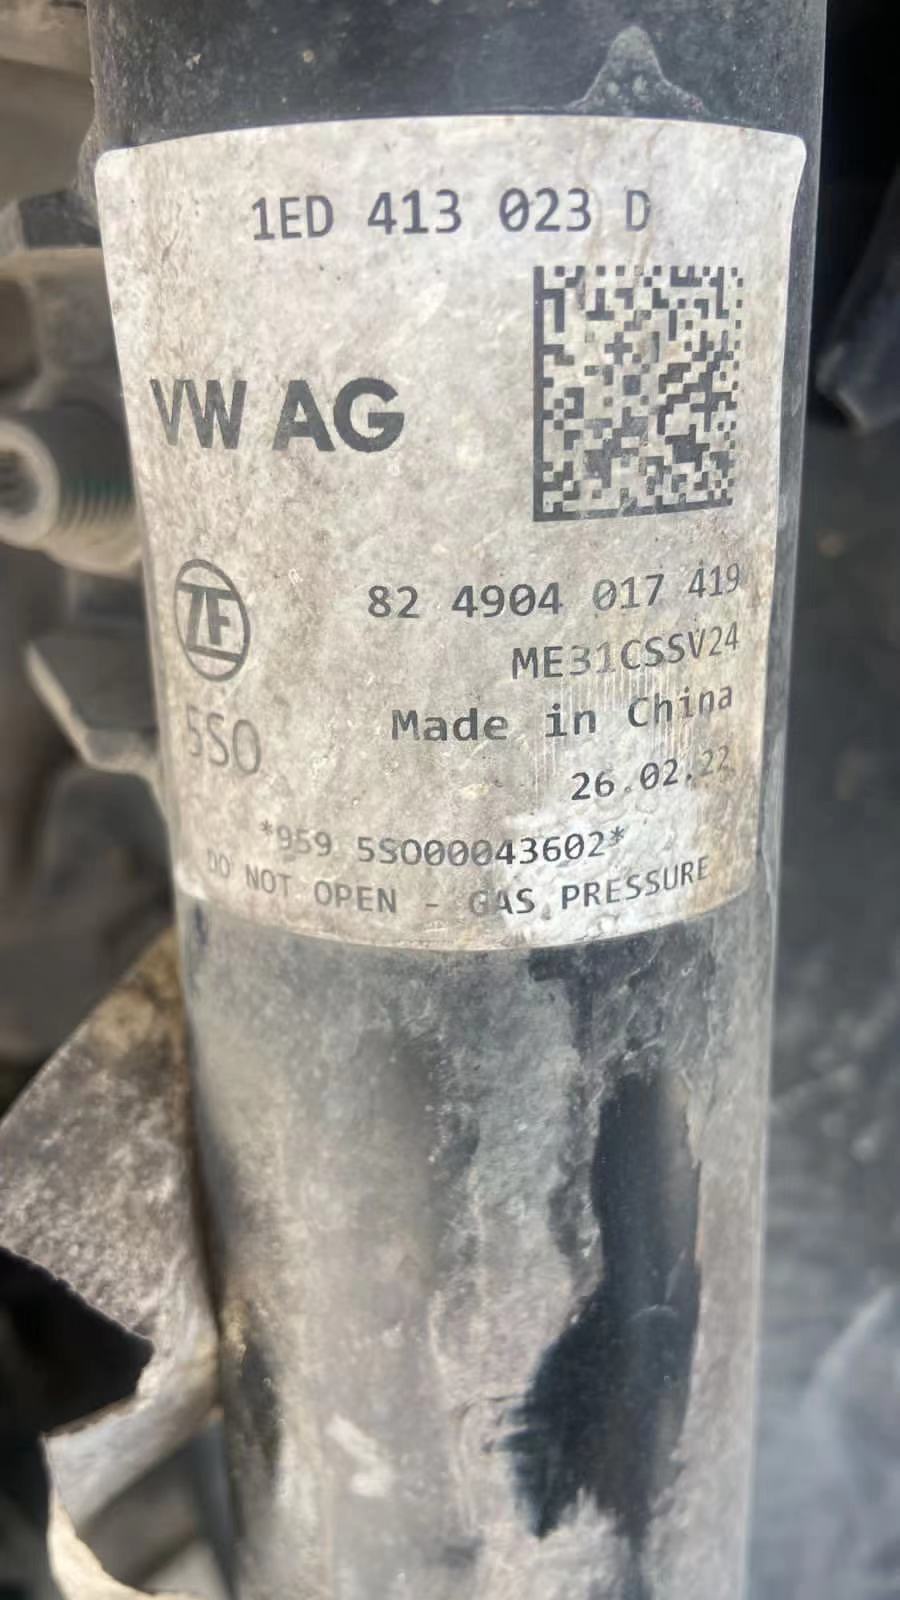 1ED 413 023 D
VW AG
ZF
82 4904 017 419
ME31CSSV24
5SO
Made in China
26.02.22
*959 5SO00043602*
DO NOT OPEN - GAS PRESSURE